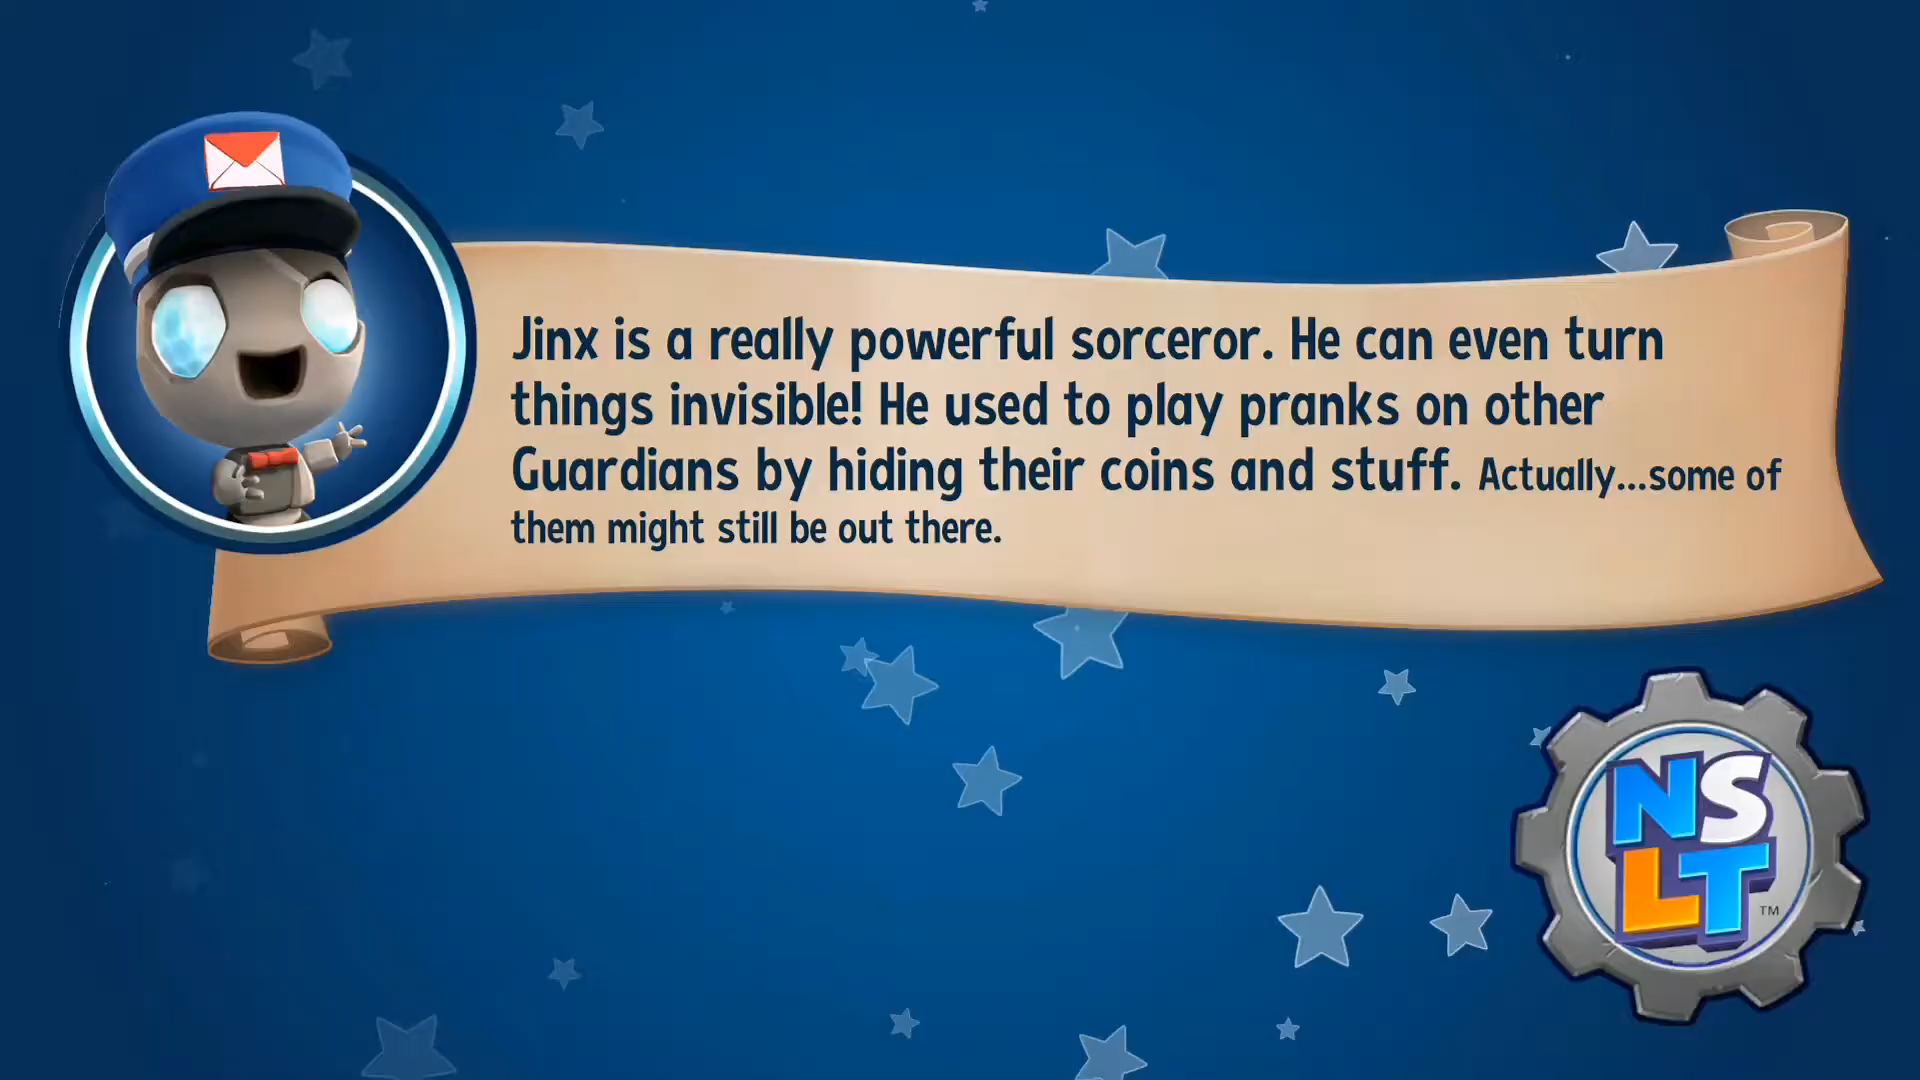 Jinx is a really powerful sorceror. He can even turn
things invisible! He used to play pranks on other
Guardians by hiding their coins and stuff. Actually...some of
them might still be out there.
NS
LT
TM